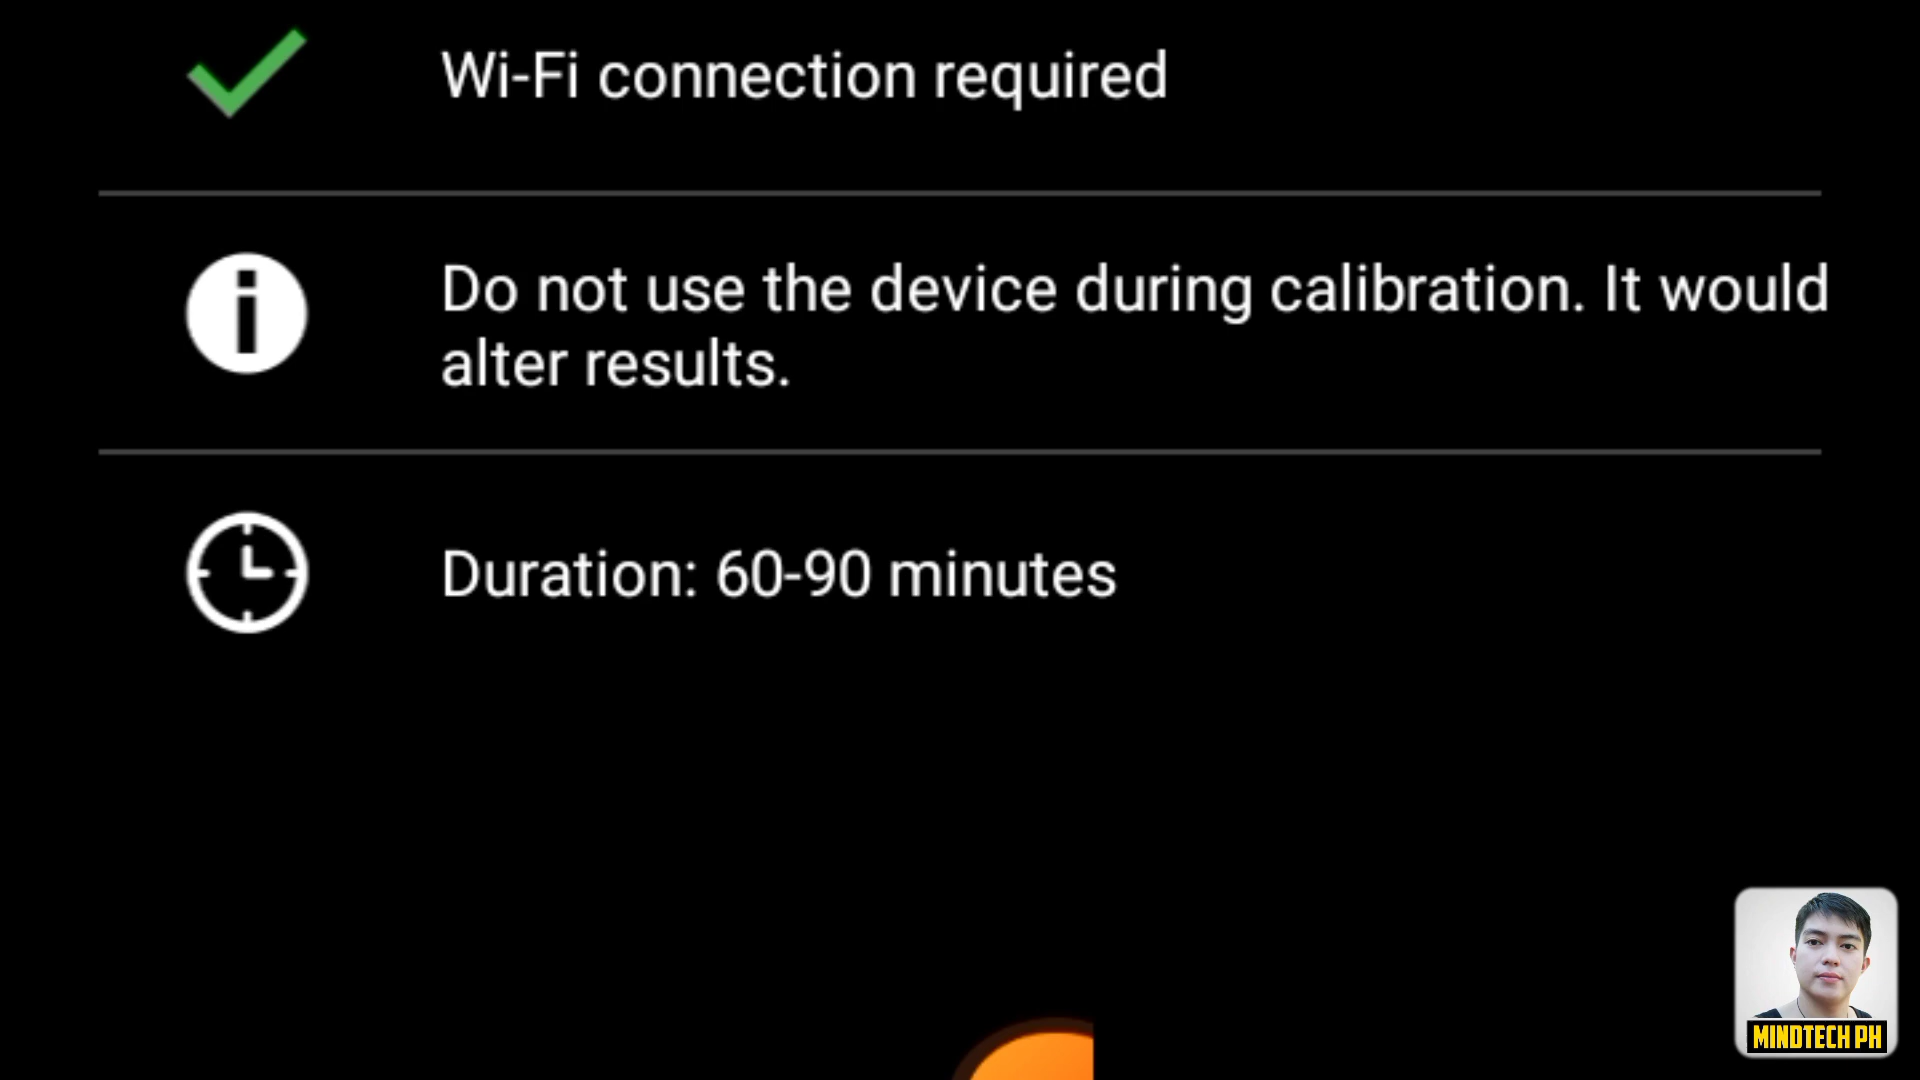 Wi-Fi connection required
Do not use the device during calibration. It would
alter results.
Duration: 60-90 minutes
MINDTECH PH